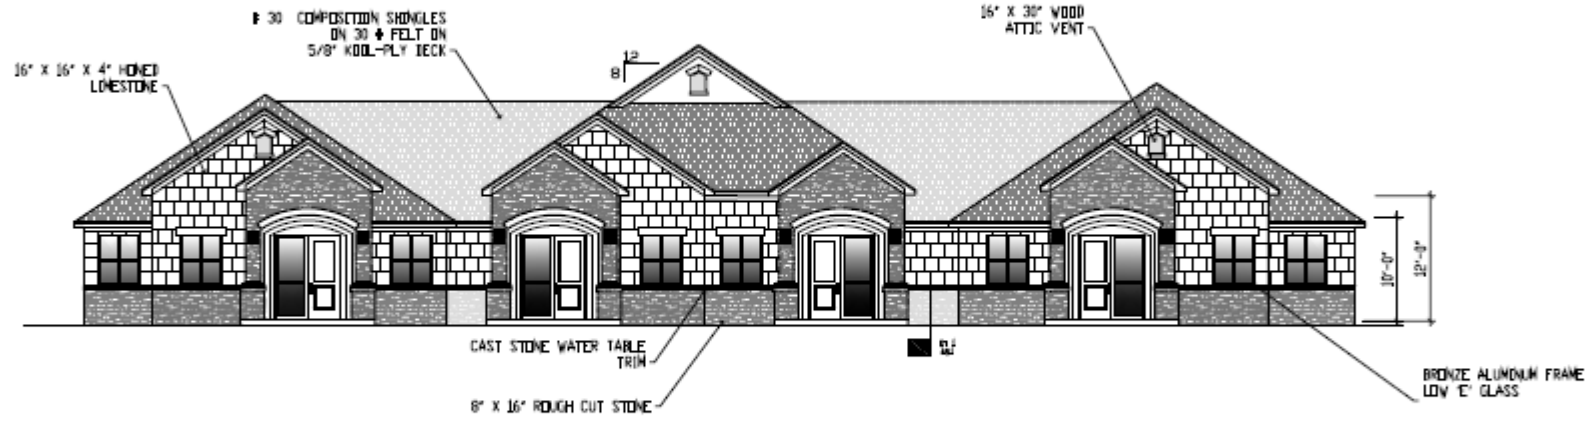 # 30 COMPOSITION SHINGLES
ON 30 # FELT ON
5/8" KOOL-PLY DECK
16" X 30" WOOD
ATTIC VENT
12
8
16" X 16" X 4" HONED
LIMESTONE
10'-0"
12'-0"
CAST STONE WATER TABLE
TRIM
8" X 16" ROUGH CUT STONE
BRONZE ALUMINUM FRAME
LOW 'E' GLASS